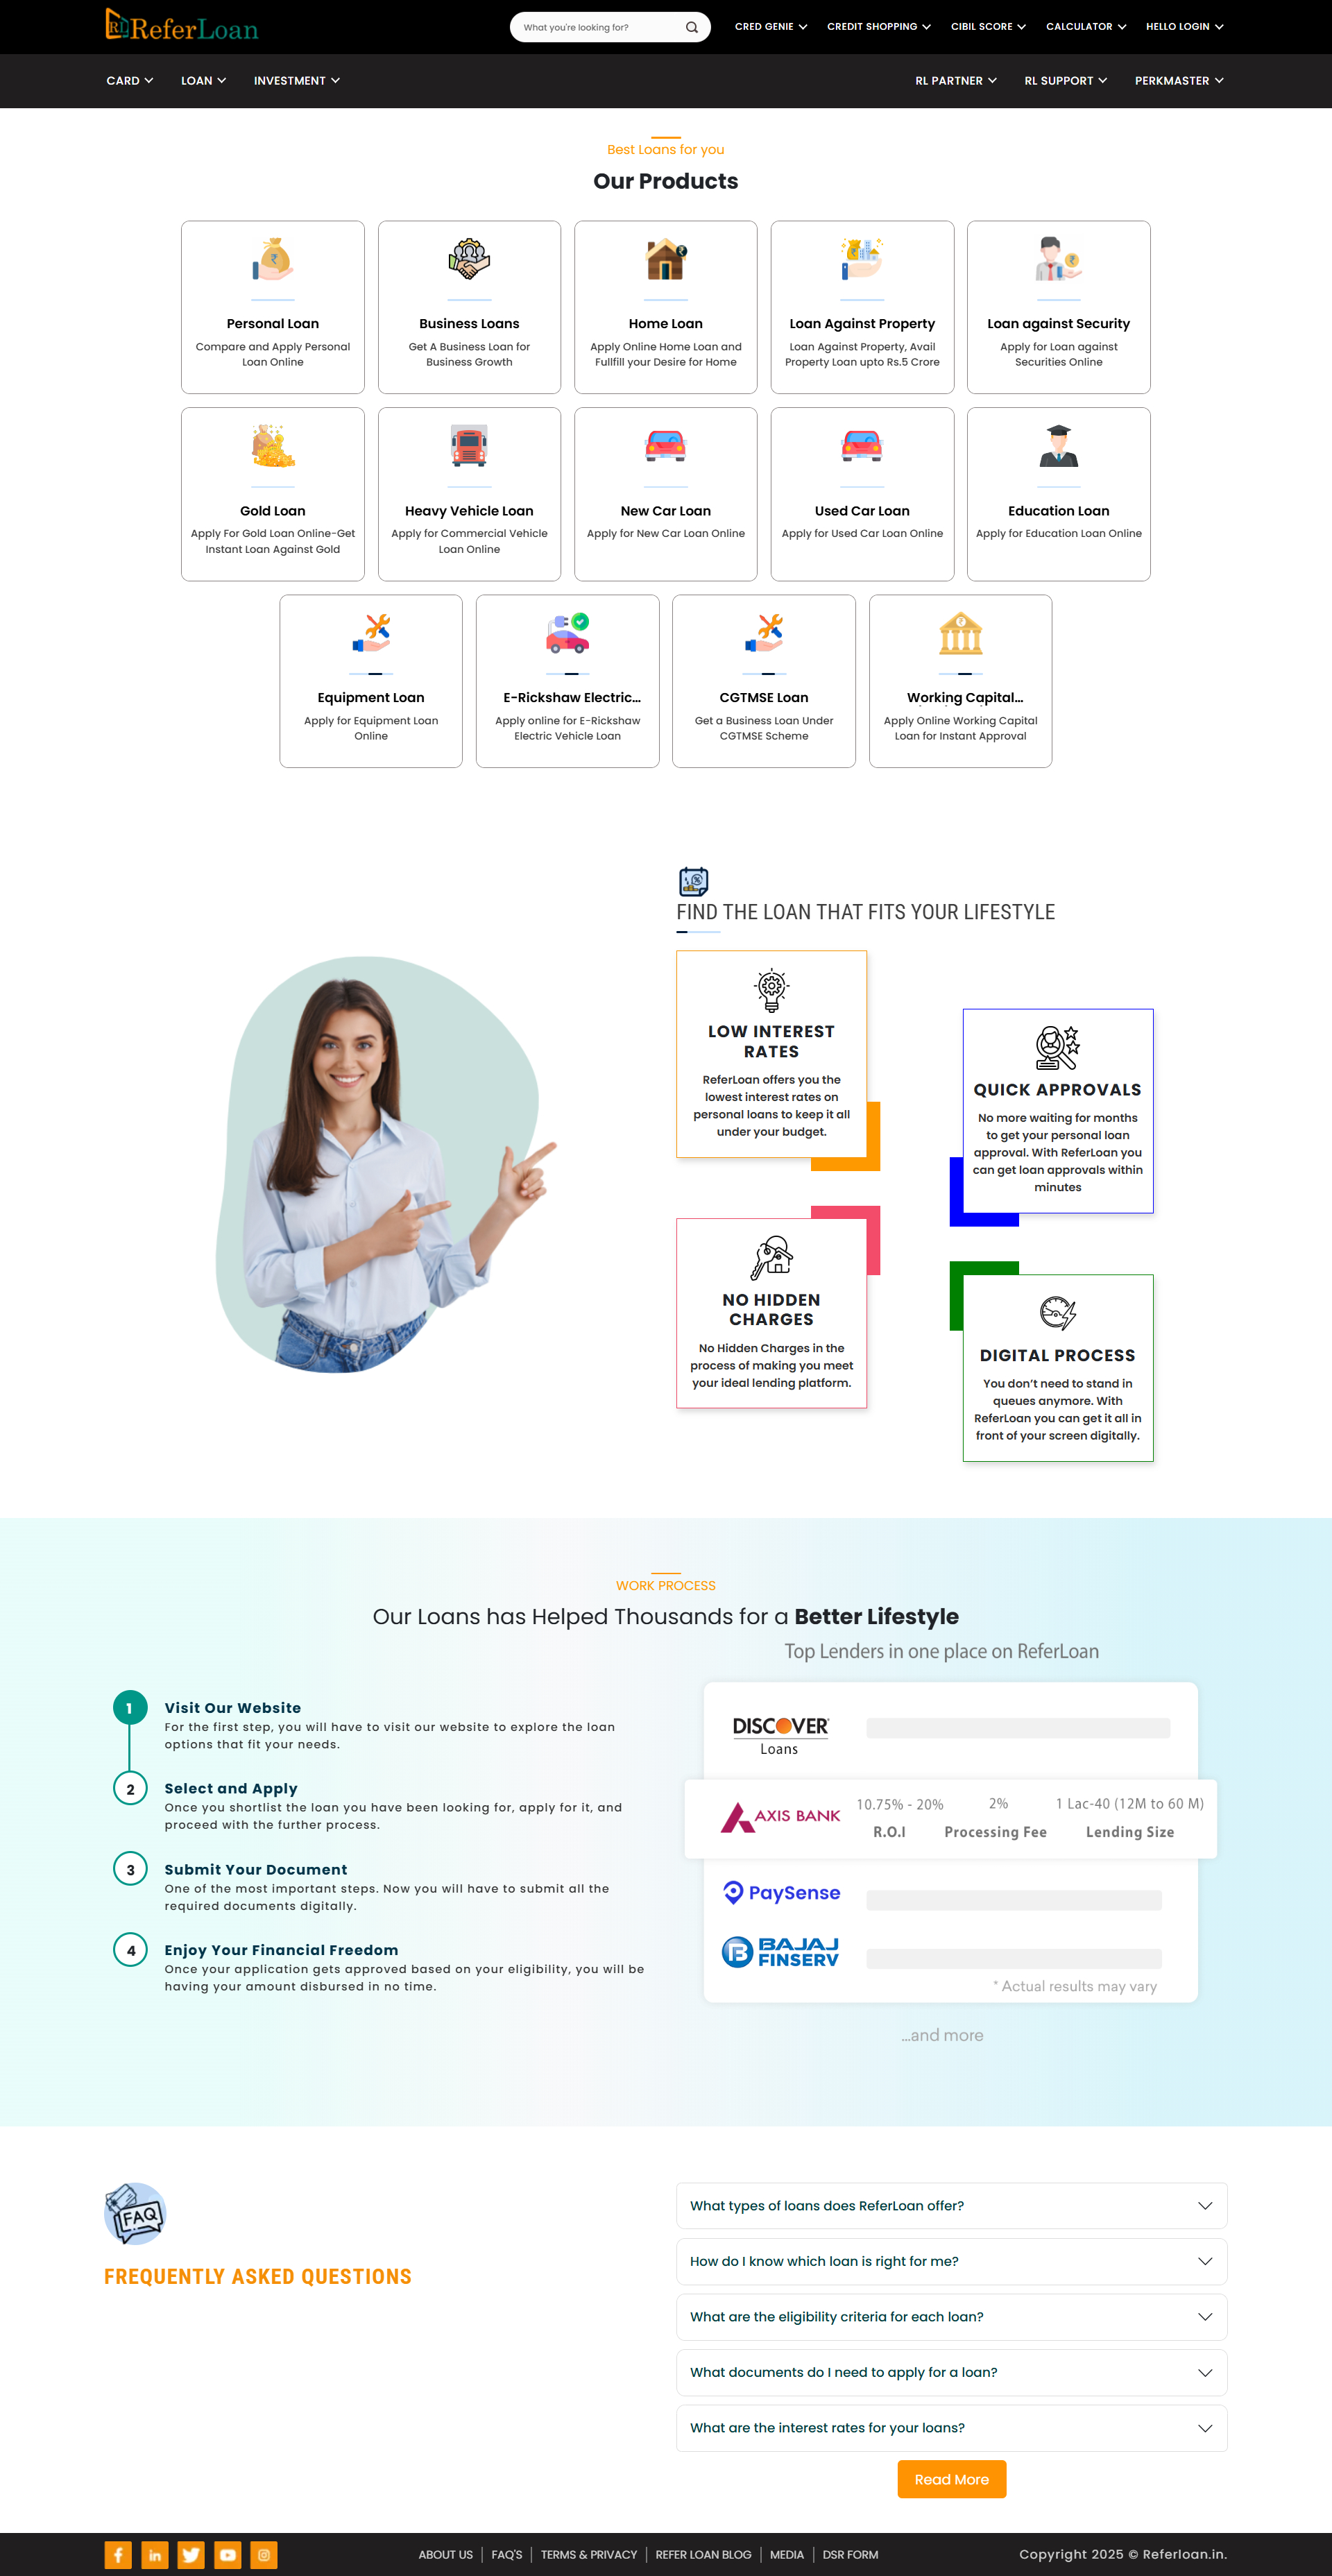 ReferLoan
What you're looking for?
CRED GENIE
CREDIT SHOPPING
CIBIL SCORE
CALCULATOR
HELLO LOGIN
CARD
LOAN
INVESTMENT
RL PARTNER
RL SUPPORT
PERKMASTER
Best Loans for you
Our Products
Personal Loan
Compare and Apply Personal
Loan Online
Business Loans
Get A Business Loan for
Business Growth
Home Loan
Apply Online Home Loan and
Fullfill your Desire for Home
Loan Against Property
Loan Against Property, Avail
Property Loan upto Rs.5 Crore
Loan against Security
Apply for Loan against
Securities Online
Gold Loan
Apply For Gold Loan Online-Get
Instant Loan Against Gold
Heavy Vehicle Loan
Apply for Commercial Vehicle
Loan Online
New Car Loan
Apply for New Car Loan Online
Used Car Loan
Apply for Used Car Loan Online
Education Loan
Apply for Education Loan Online
Equipment Loan
Apply for Equipment Loan
Online
E-Rickshaw Electric...
Apply online for E-Rickshaw
Electric Vehicle Loan
CGTMSE Loan
Get a Business Loan Under
CGTMSE Scheme
Working Capital...
Apply Online Working Capital
Loan for Instant Approval
FIND THE LOAN THAT FITS YOUR LIFESTYLE
LOW INTEREST
RATES
ReferLoan offers you the
lowest interest rates on
personal loans to keep it all
under your budget.
QUICK APPROVALS
No more waiting for months
to get your personal loan
approval. With ReferLoan you
can get loan approvals within
minutes
NO HIDDEN
CHARGES
No Hidden Charges in the
process of making you meet
your ideal lending platform.
DIGITAL PROCESS
You don't need to stand in
queues anymore. With
ReferLoan you can get it all in
front of your screen digitally.
WORK PROCESS
Our Loans has Helped Thousands for a Better Lifestyle
1
Visit Our Website
For the first step, you will have to visit our website to explore the loan
options that fit your needs.
2
Select and Apply
Once you shortlist the loan you have been looking for, apply for it, and
proceed with the further process.
3
Submit Your Document
One of the most important steps. Now you will have to submit all the
required documents digitally.
4
Enjoy Your Financial Freedom
Once your application gets approved based on your eligibility, you will be
having your amount disbursed in no time.
Top Lenders in one place on ReferLoan
DISCOVER
Loans
AXIS BANK
10.75% - 20%
2%
1 Lac-40 (12M to 60 M)
R.O.I
Processing Fee
Lending Size
PaySense
BAJAJ
FINSERV
* Actual results may vary
...and more
FAQ
FREQUENTLY ASKED QUESTIONS
What types of loans does ReferLoan offer?
How do I know which loan is right for me?
What are the eligibility criteria for each loan?
What documents do I need to apply for a loan?
What are the interest rates for your loans?
Read More
ABOUT US
FAQ'S
TERMS & PRIVACY
REFER LOAN BLOG
MEDIA
DSR FORM
Copyright 2025 © Referloan.in.